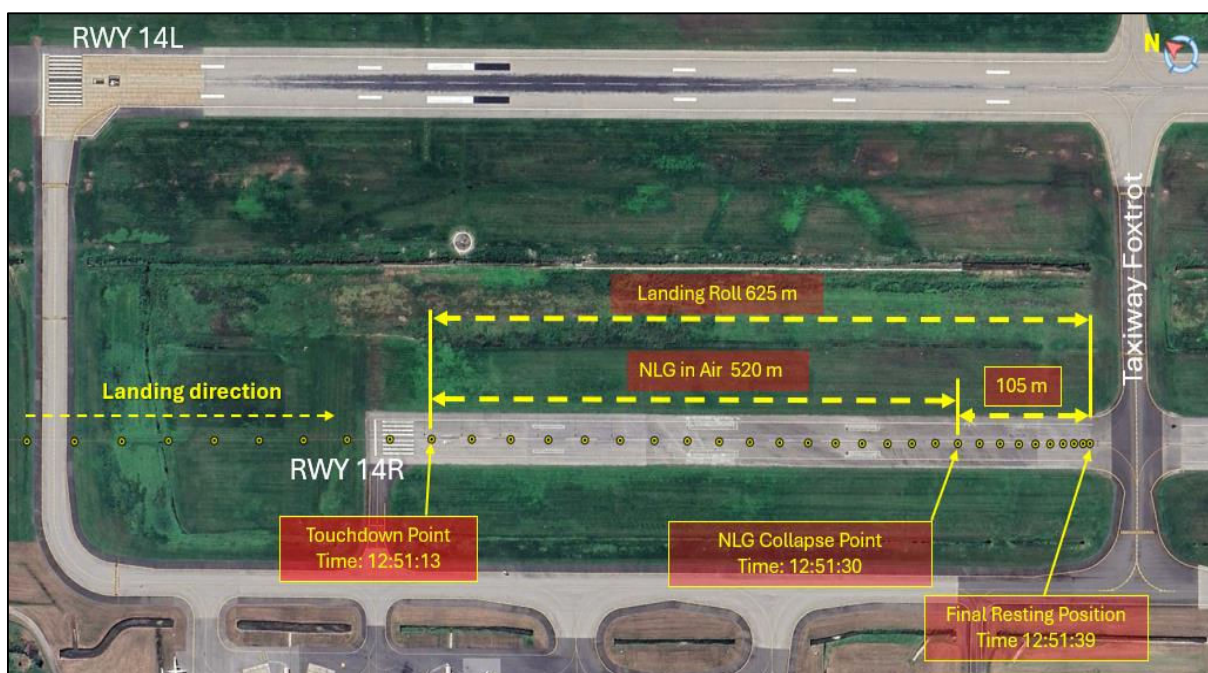 RWY 14L
N
Landing Roll 625 m
NLG in Air 520 m
105 m
Taxiway Foxtrot
Landing direction
RWY 14R
Touchdown Point
Time: 12:51:13
NLG Collapse Point
Time: 12:51:30
Final Resting Position
Time 12:51:39